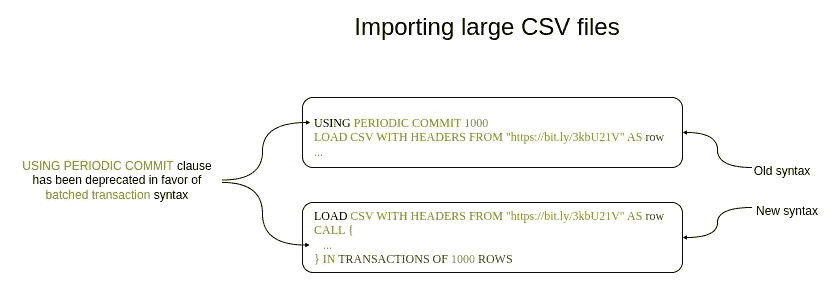 Importing large CSV files
USING PERIODIC COMMIT 1000
LOAD CSV WITH HEADERS FROM "https://bit.ly/3kbU21V" AS row
...
USING PERIODIC COMMIT clause
has been deprecated in favor of
batched transaction syntax
Old syntax
New syntax
LOAD CSV WITH HEADERS FROM "https://bit.ly/3kbU21V" AS row
CALL {
...
} IN TRANSACTIONS OF 1000 ROWS